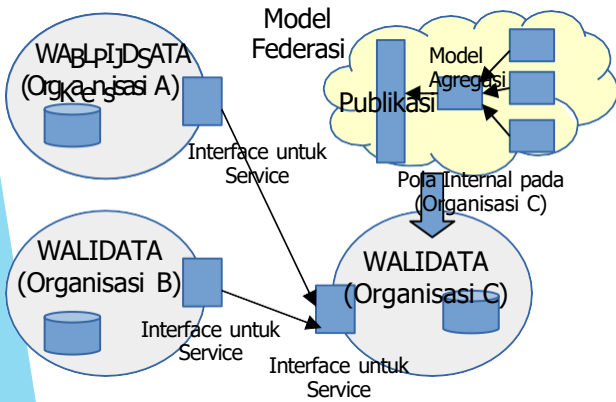 Model
Federasi
(Organisasi A)
Interface untuk
Service
Model
Agregasi
Publikasi
Pola Internal pada
(Organisasi C)
WALIDATA
(Organisasi B)
Interface untuk
Service
WALIDATA
(Organisasi C)
Interface untuk
Service